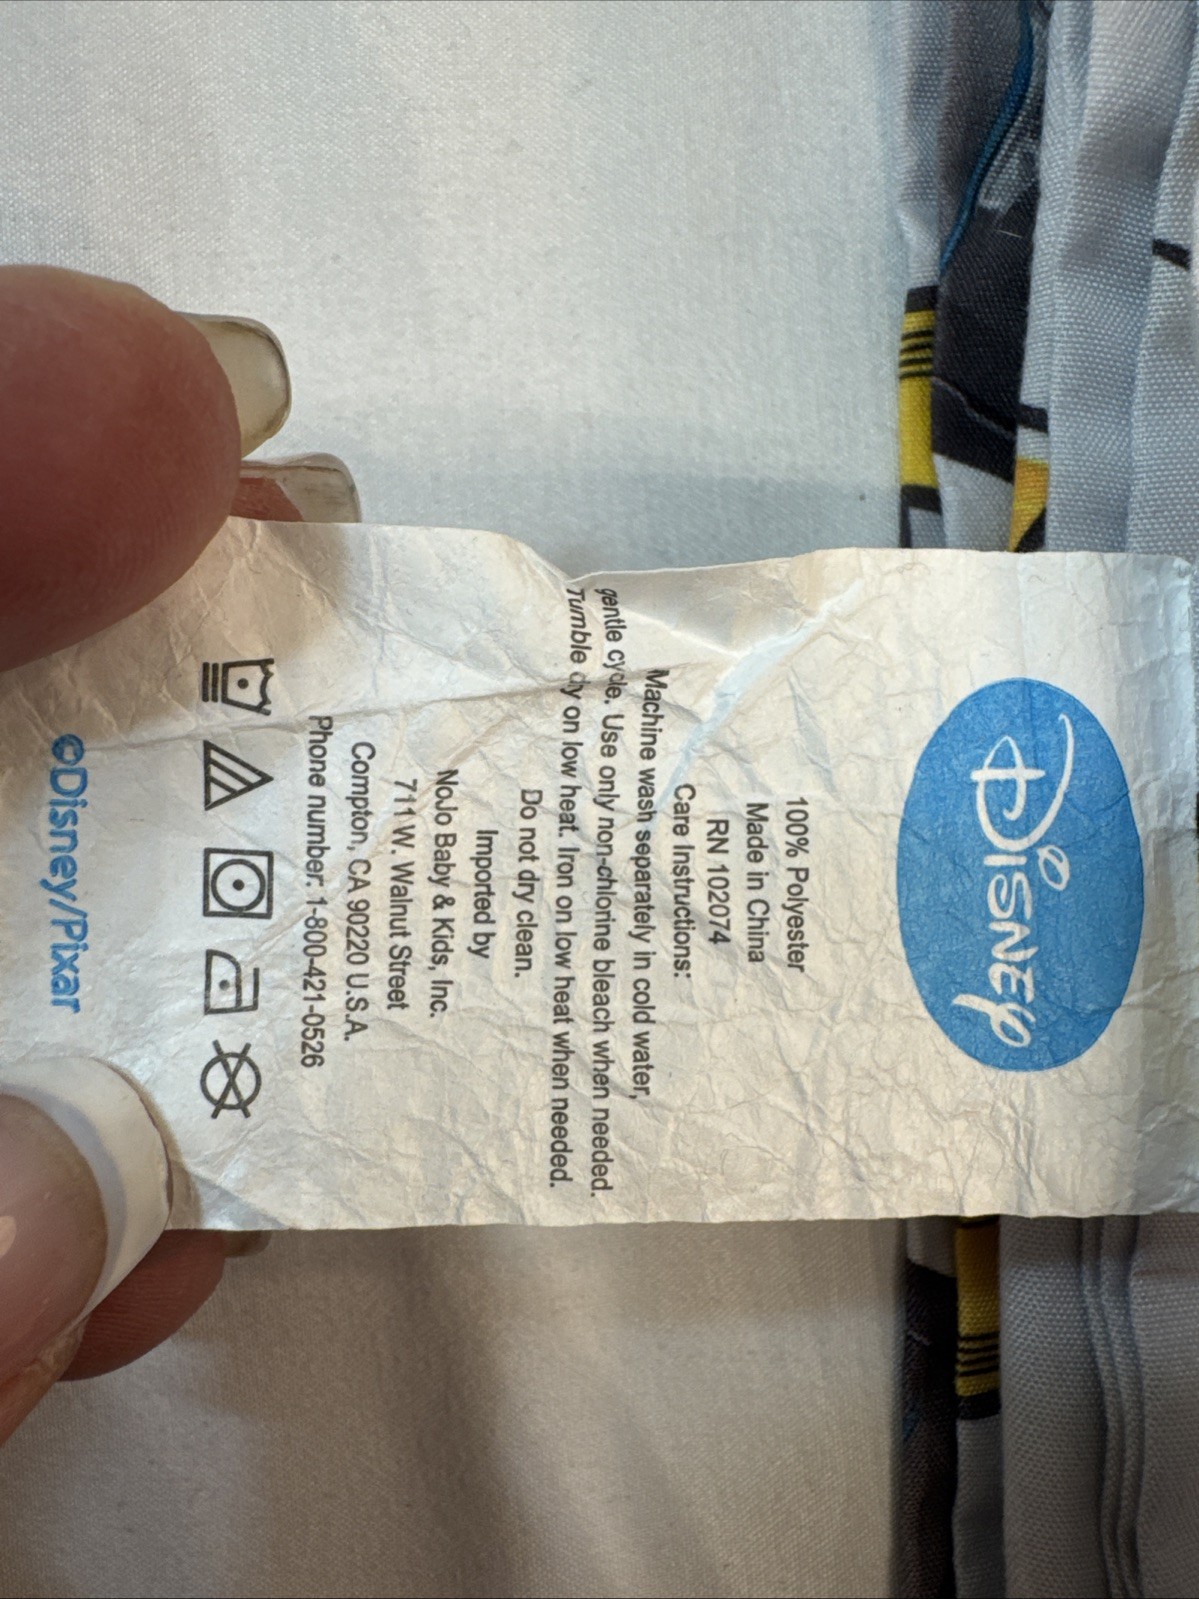 Disney
100% Polyester
Made in China
RN 102074
Care Instructions:
Machine wash separately in cold water,
gentle cycle. Use only non-chlorine bleach when needed.
Tumble dry on low heat. Iron on low heat when needed.
Do not dry clean.
Imported by
NoJo Baby & Kids, Inc.
711 W. Walnut Street
Compton, CA 90220 U.S.A.
Phone number: 1-800-421-0526
©Disney/Pixar